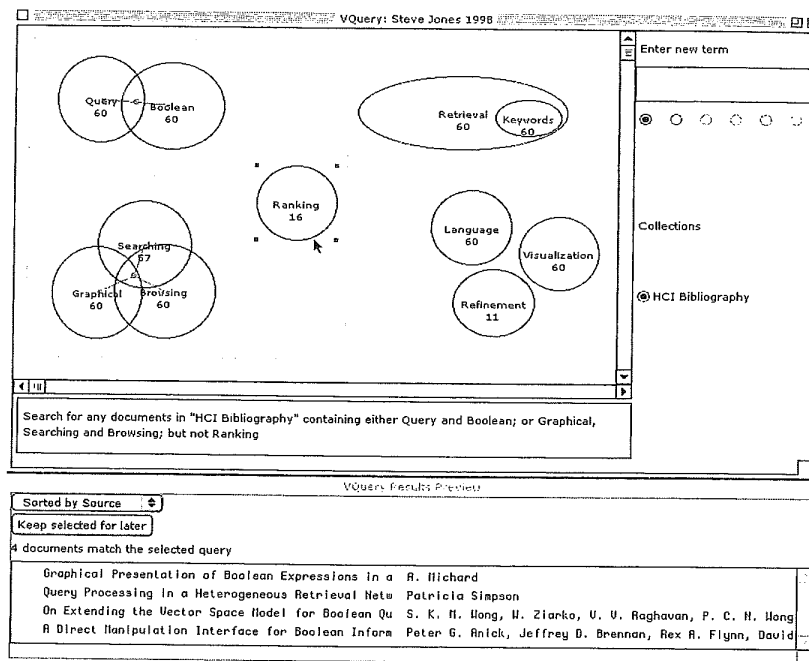 VQuery: Steve Jones 1998
Enter new term
Query
60
Boolean
60
Retrieval
60
Keywords
60
Ranking
16
Searching
67
Graphical
60
Browsing
60
Language
60
Visualization
60
Refinement
11
Collections
HCI Bibliography
Search for any documents in "HCI Bibliography" containing either Query and Boolean; or Graphical,
Searching and Browsing; but not Ranking
VQuery Results Preview
Sorted by Source
Keep selected for later
4 documents match the selected query
Graphical Presentation of Boolean Expressions in a A. Michard
Query Processing in a Heterogeneous Retrieval Netw Patricia Simpson
On Extending the Vector Space Model for Boolean Qu S. K. M. Wong, W. Ziarko, V. V. Raghavan, P. C. N. Wong
A Direct Manipulation Interface for Boolean Inform Peter G. Anick, Jeffrey D. Brennan, Rex A. Flynn, David